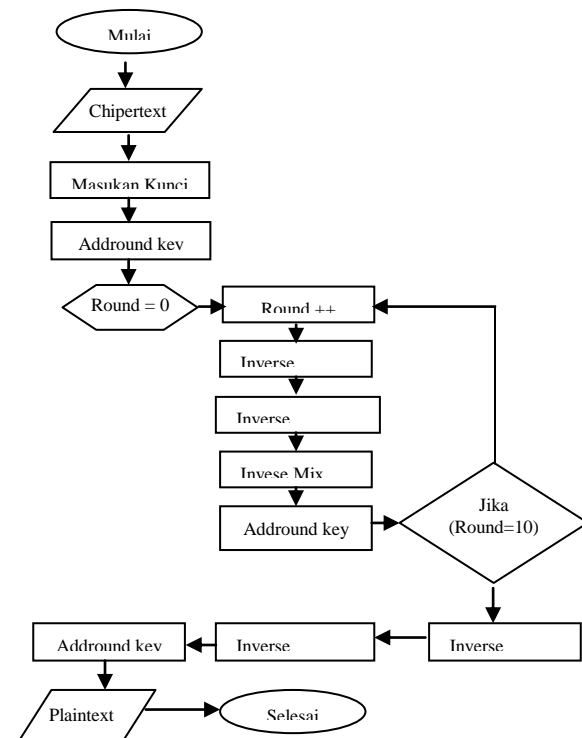 Mulai
Chipertext
Masukan Kunci
Addround key
Round = 0
Round ++
Inverse
Inverse
Invese Mix
Addround key
Jika
(Round=10)
Inverse
Inverse
Addround key
Plaintext
Selesai